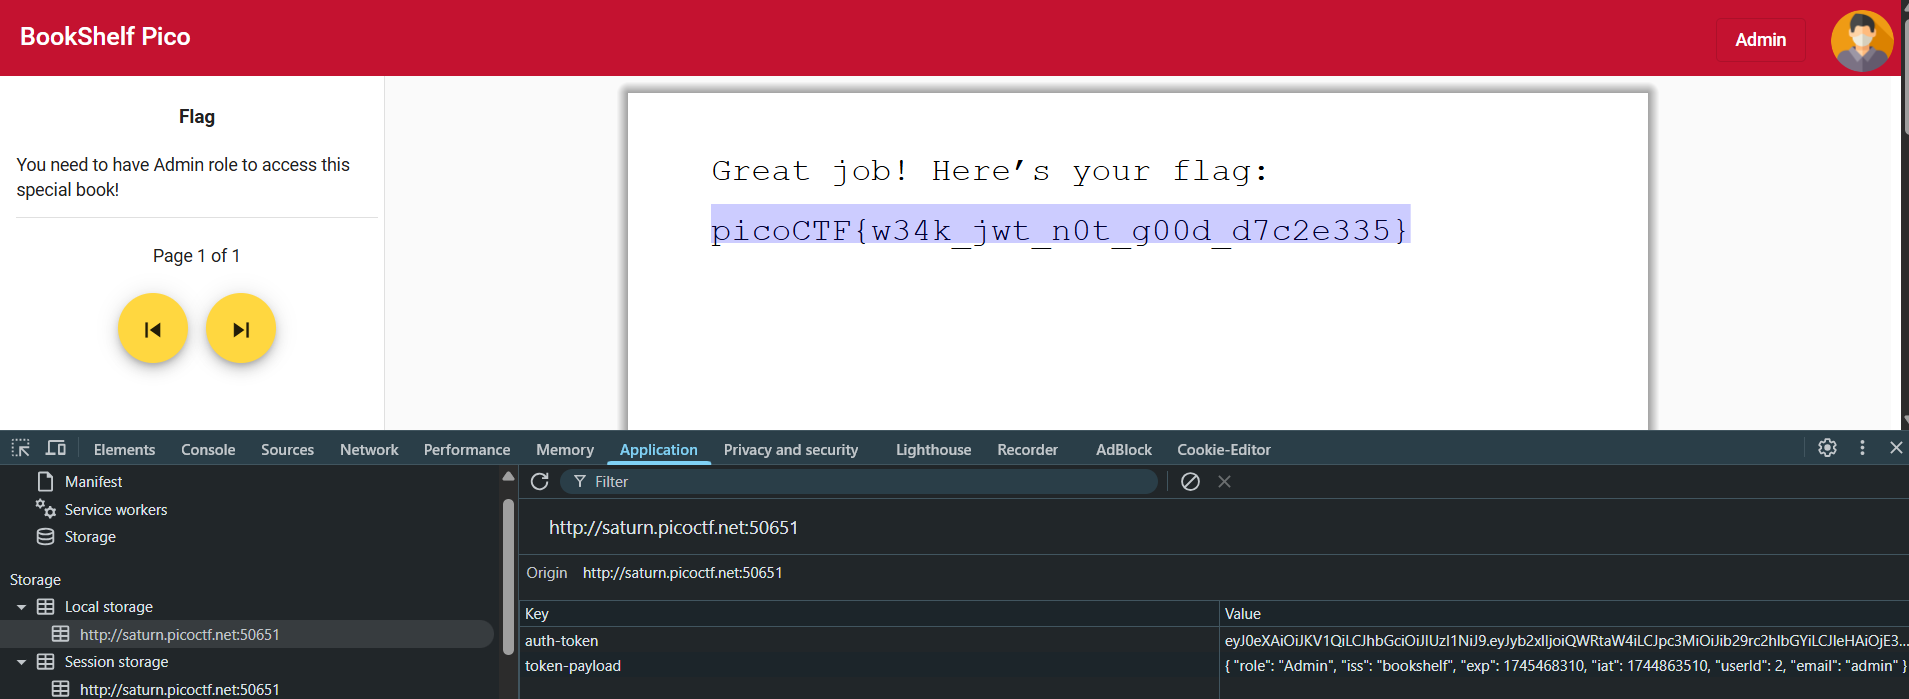 BookShelf Pico
Admin
Flag
You need to have Admin role to access this
special book!
Page 1 of 1
Great job! Here’s your flag:
picoCTF{w34k_jwt_n0t_g00d_d7c2e335}
Elements Console Sources Network Performance Memory Application Privacy and security Lighthouse Recorder AdBlock Cookie-Editor
Manifest
Service workers
Storage
Storage
Local storage
http://saturn.picoctf.net:50651
Session storage
http://saturn.picoctf.net:50651
Filter
http://saturn.picoctf.net:50651
Origin http://saturn.picoctf.net:50651
Key Value
auth-token eyJ0eXAiOiJKV1QiLCJhbGciOiJIUzI1NiJ9.eyJyb2xlIjoiQWRtaW4iLCJpc3MiOiJib29rc2hlbGYiLCJleHAiOjE3...
token-payload { "role": "Admin", "iss": "bookshelf", "exp": 1745468310, "iat": 1744863510, "userId": 2, "email": "admin" }